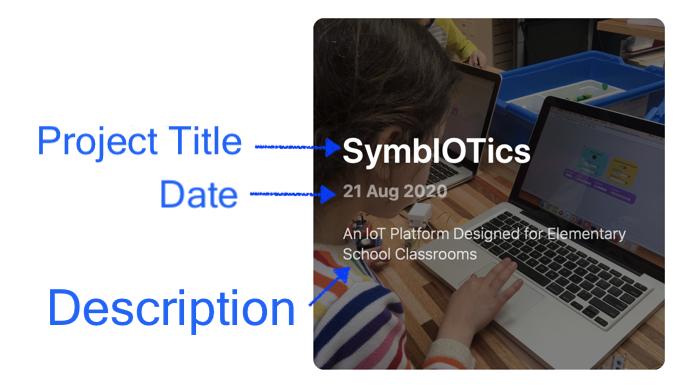 Project Title
SymbIOTics
Date
21 Aug 2020
An IoT Platform Designed for Elementary
School Classrooms
Description